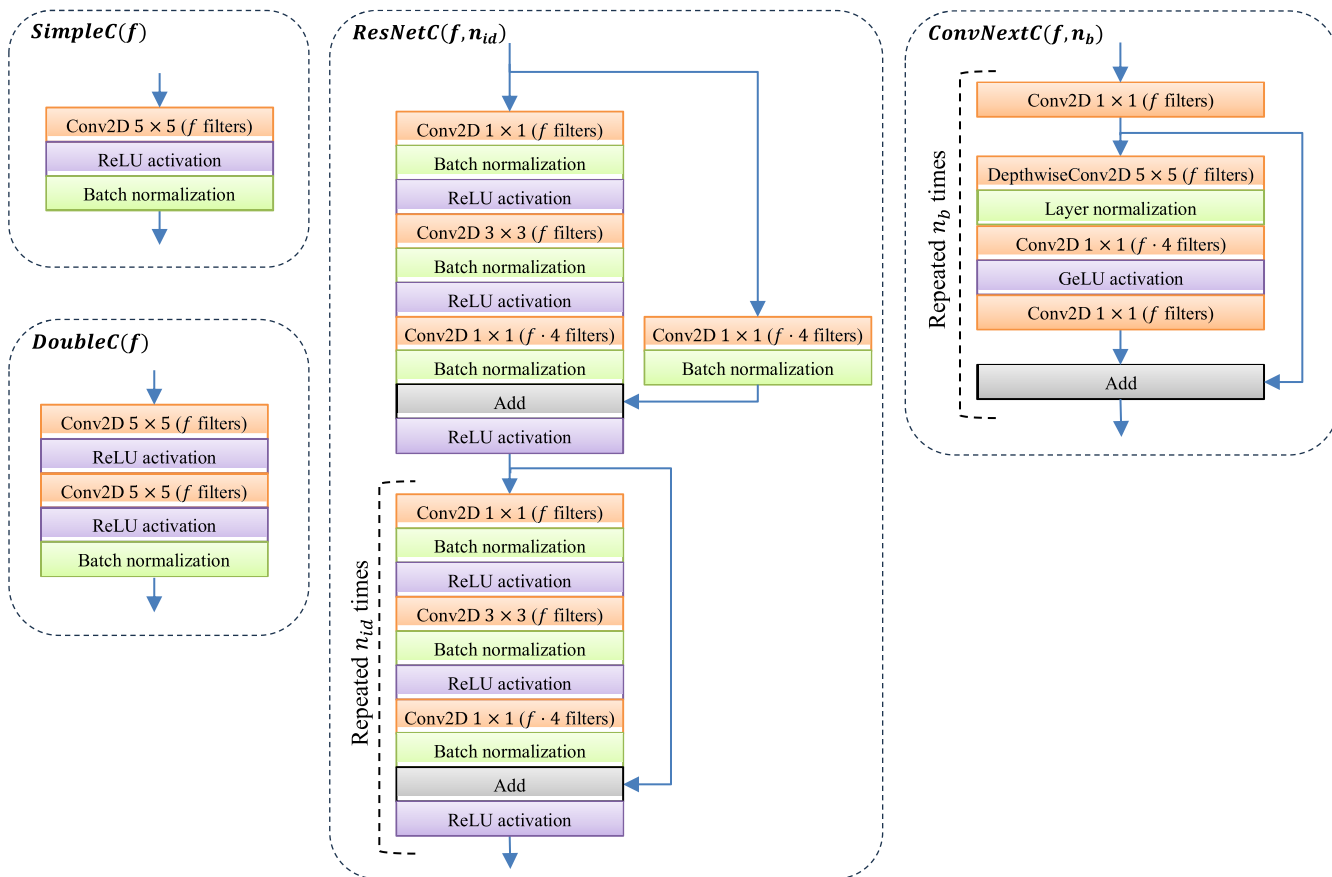 SimpleC(f)
Conv2D 5 × 5 (f filters)
ReLU activation
Batch normalization
DoubleC(f)
Conv2D 5 × 5 (f filters)
ReLU activation
Conv2D 5 × 5 (f filters)
ReLU activation
Batch normalization
ResNetC(f, n_id)
Conv2D 1 × 1 (f filters)
Batch normalization
ReLU activation
Conv2D 3 × 3 (f filters)
Batch normalization
ReLU activation
Conv2D 1 × 1 (f · 4 filters)
Batch normalization
Conv2D 1 × 1 (f · 4 filters)
Batch normalization
Add
ReLU activation
Repeated n_id times
Conv2D 1 × 1 (f filters)
Batch normalization
ReLU activation
Conv2D 3 × 3 (f filters)
Batch normalization
ReLU activation
Conv2D 1 × 1 (f · 4 filters)
Batch normalization
Add
ReLU activation
ConvNextC(f, n_b)
Repeated n_b times
Conv2D 1 × 1 (f filters)
DepthwiseConv2D 5 × 5 (f filters)
Layer normalization
Conv2D 1 × 1 (f · 4 filters)
GeLU activation
Conv2D 1 × 1 (f filters)
Add